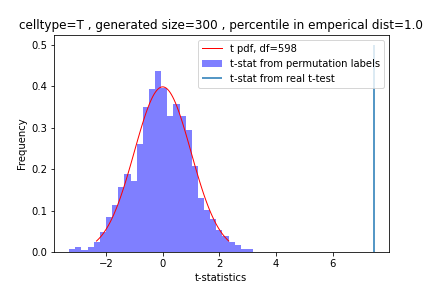 celltype=T , generated size=300 , percentile in emperical dist=1.0
t pdf, df=598
t-stat from permutation labels
t-stat from real t-test
Frequency
0.5
0.4
0.3
0.2
0.1
0.0
−2
0
2
4
6
t-statistics